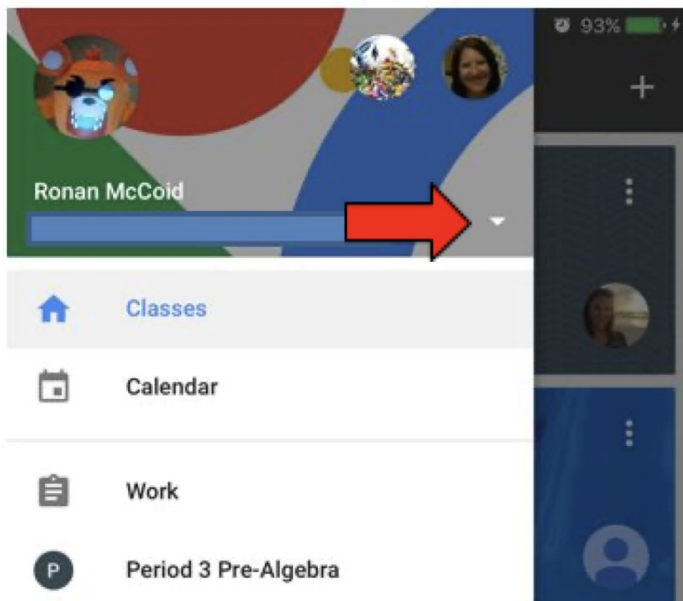 93%
Ronan McCoid
Classes
Calendar
Work
P Period 3 Pre-Algebra